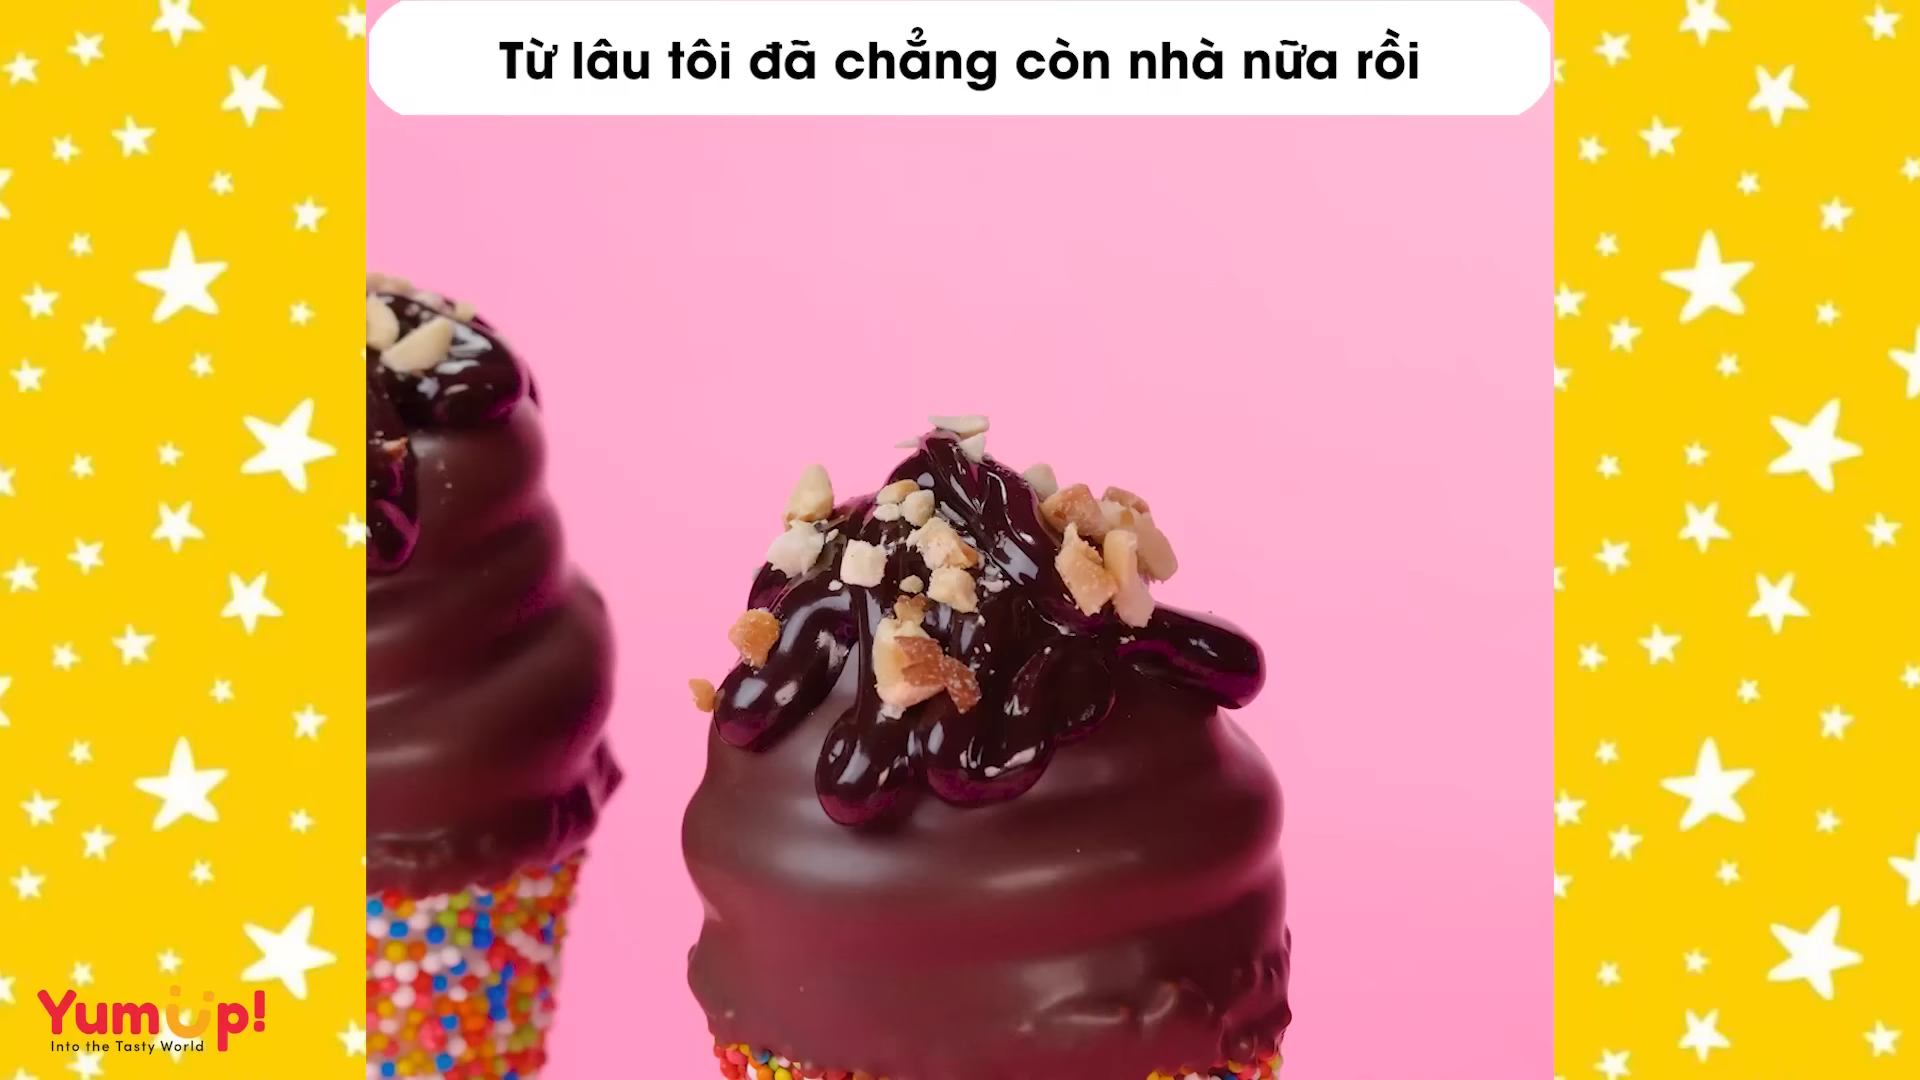 Từ lâu tôi đã chẳng còn nhà nữa rồi
YumUp!
Into the Tasty World